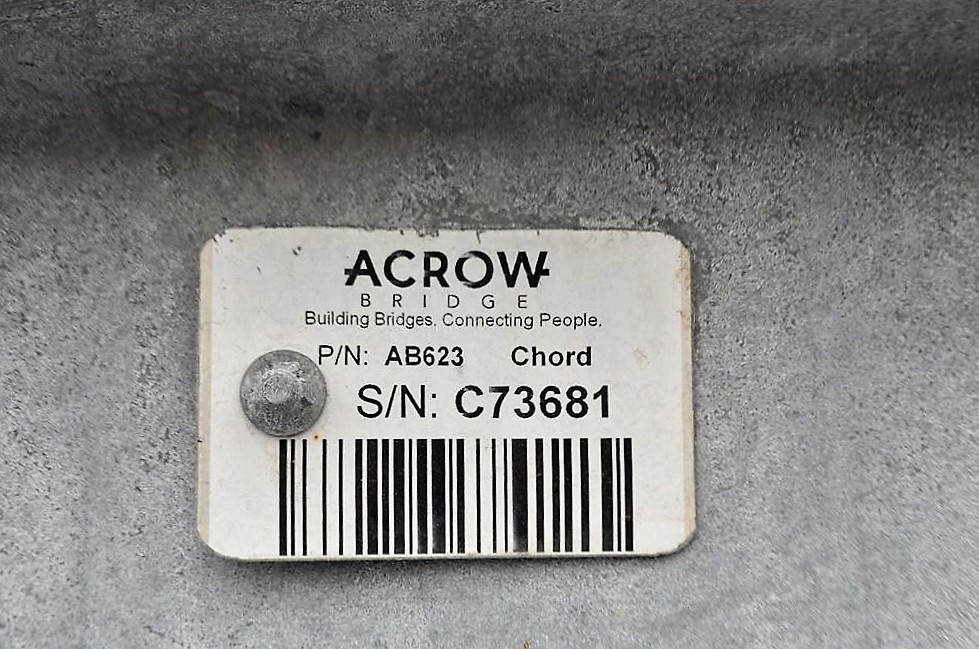 ACROW
BRIDGE
Building Bridges. Connecting People.
P/N: AB623 Chord
S/N: C73681